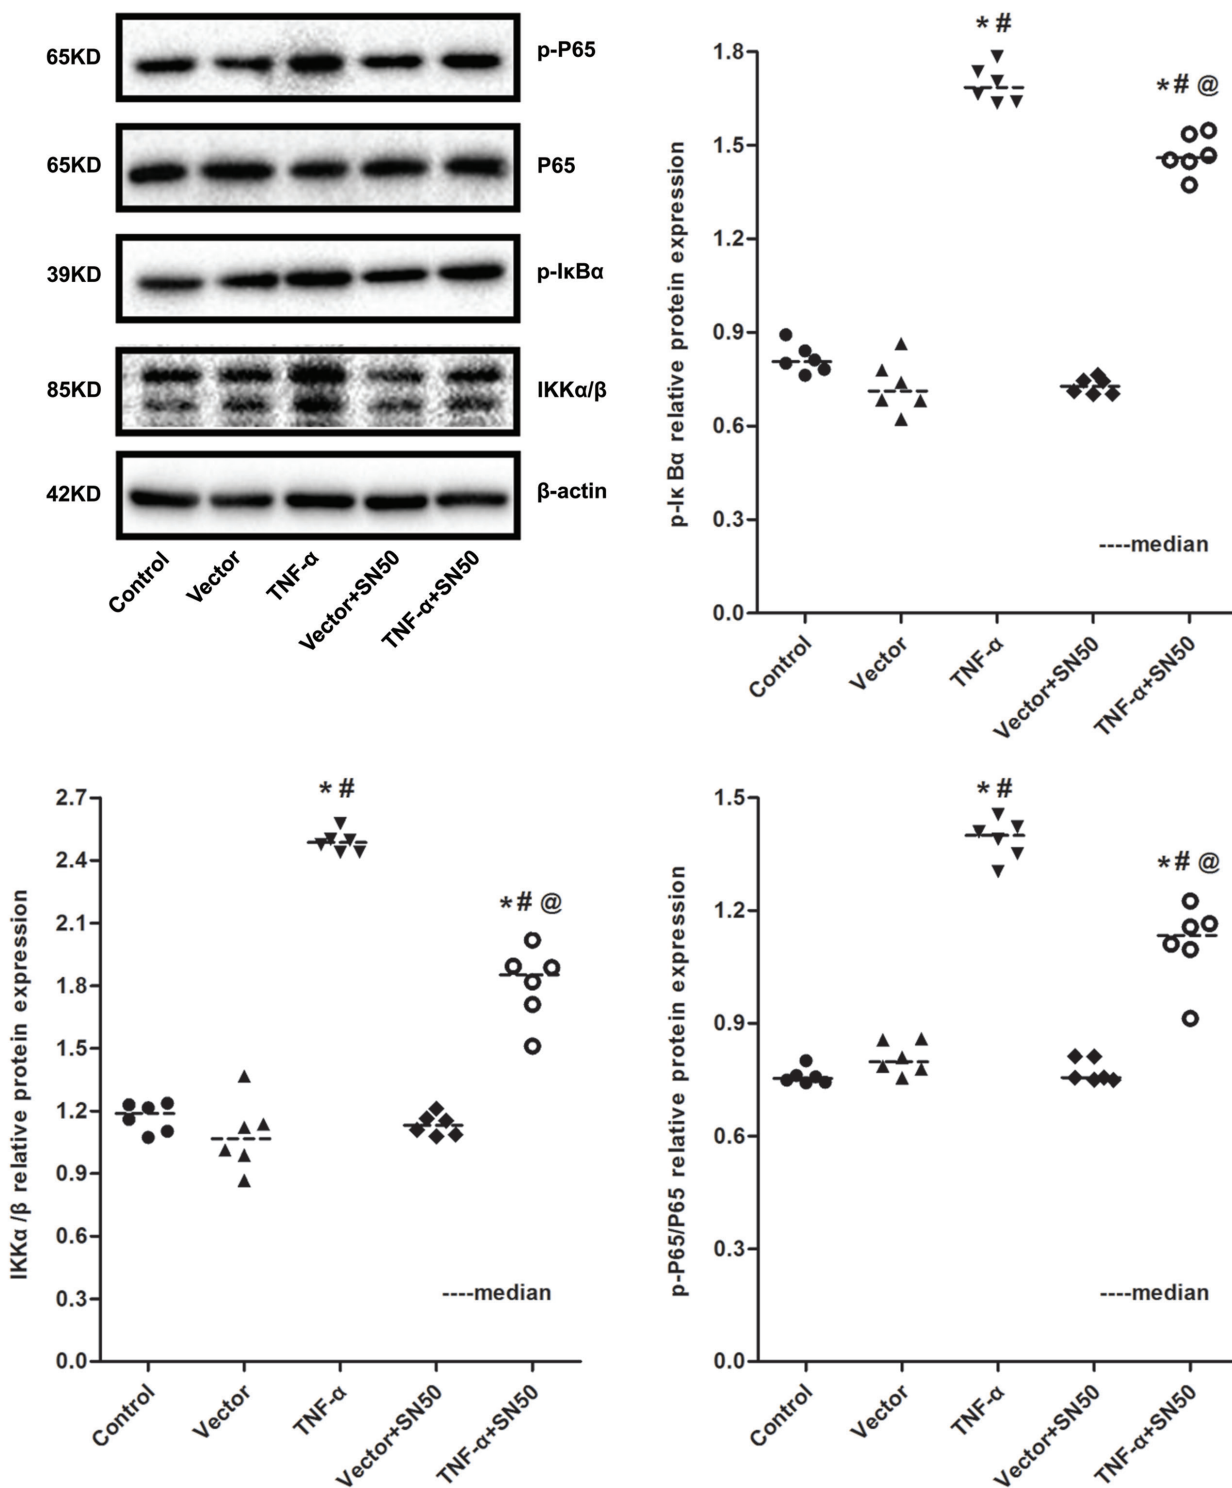 65KD p-P65
65KD P65
39KD p-IκBα
85KD IKKα/β
42KD β-actin
Control
Vector
TNF-α
Vector+SN50
TNF-α+SN50
p-Iκ Bα relative protein expression
1.8
1.5
1.2
0.9
0.6
0.3
0.0
* #
* # @
----median
Control
Vector
TNF-α
Vector+SN50
TNF-α+SN50
IKKα /β relative protein expression
2.7
2.4
2.1
1.8
1.5
1.2
0.9
0.6
0.3
0.0
* #
* # @
----median
Control
Vector
TNF-α
Vector+SN50
TNF-α+SN50
p-P65/P65 relative protein expression
1.5
1.2
0.9
0.6
0.3
0.0
* #
* # @
----median
Control
Vector
TNF-α
Vector+SN50
TNF-α+SN50